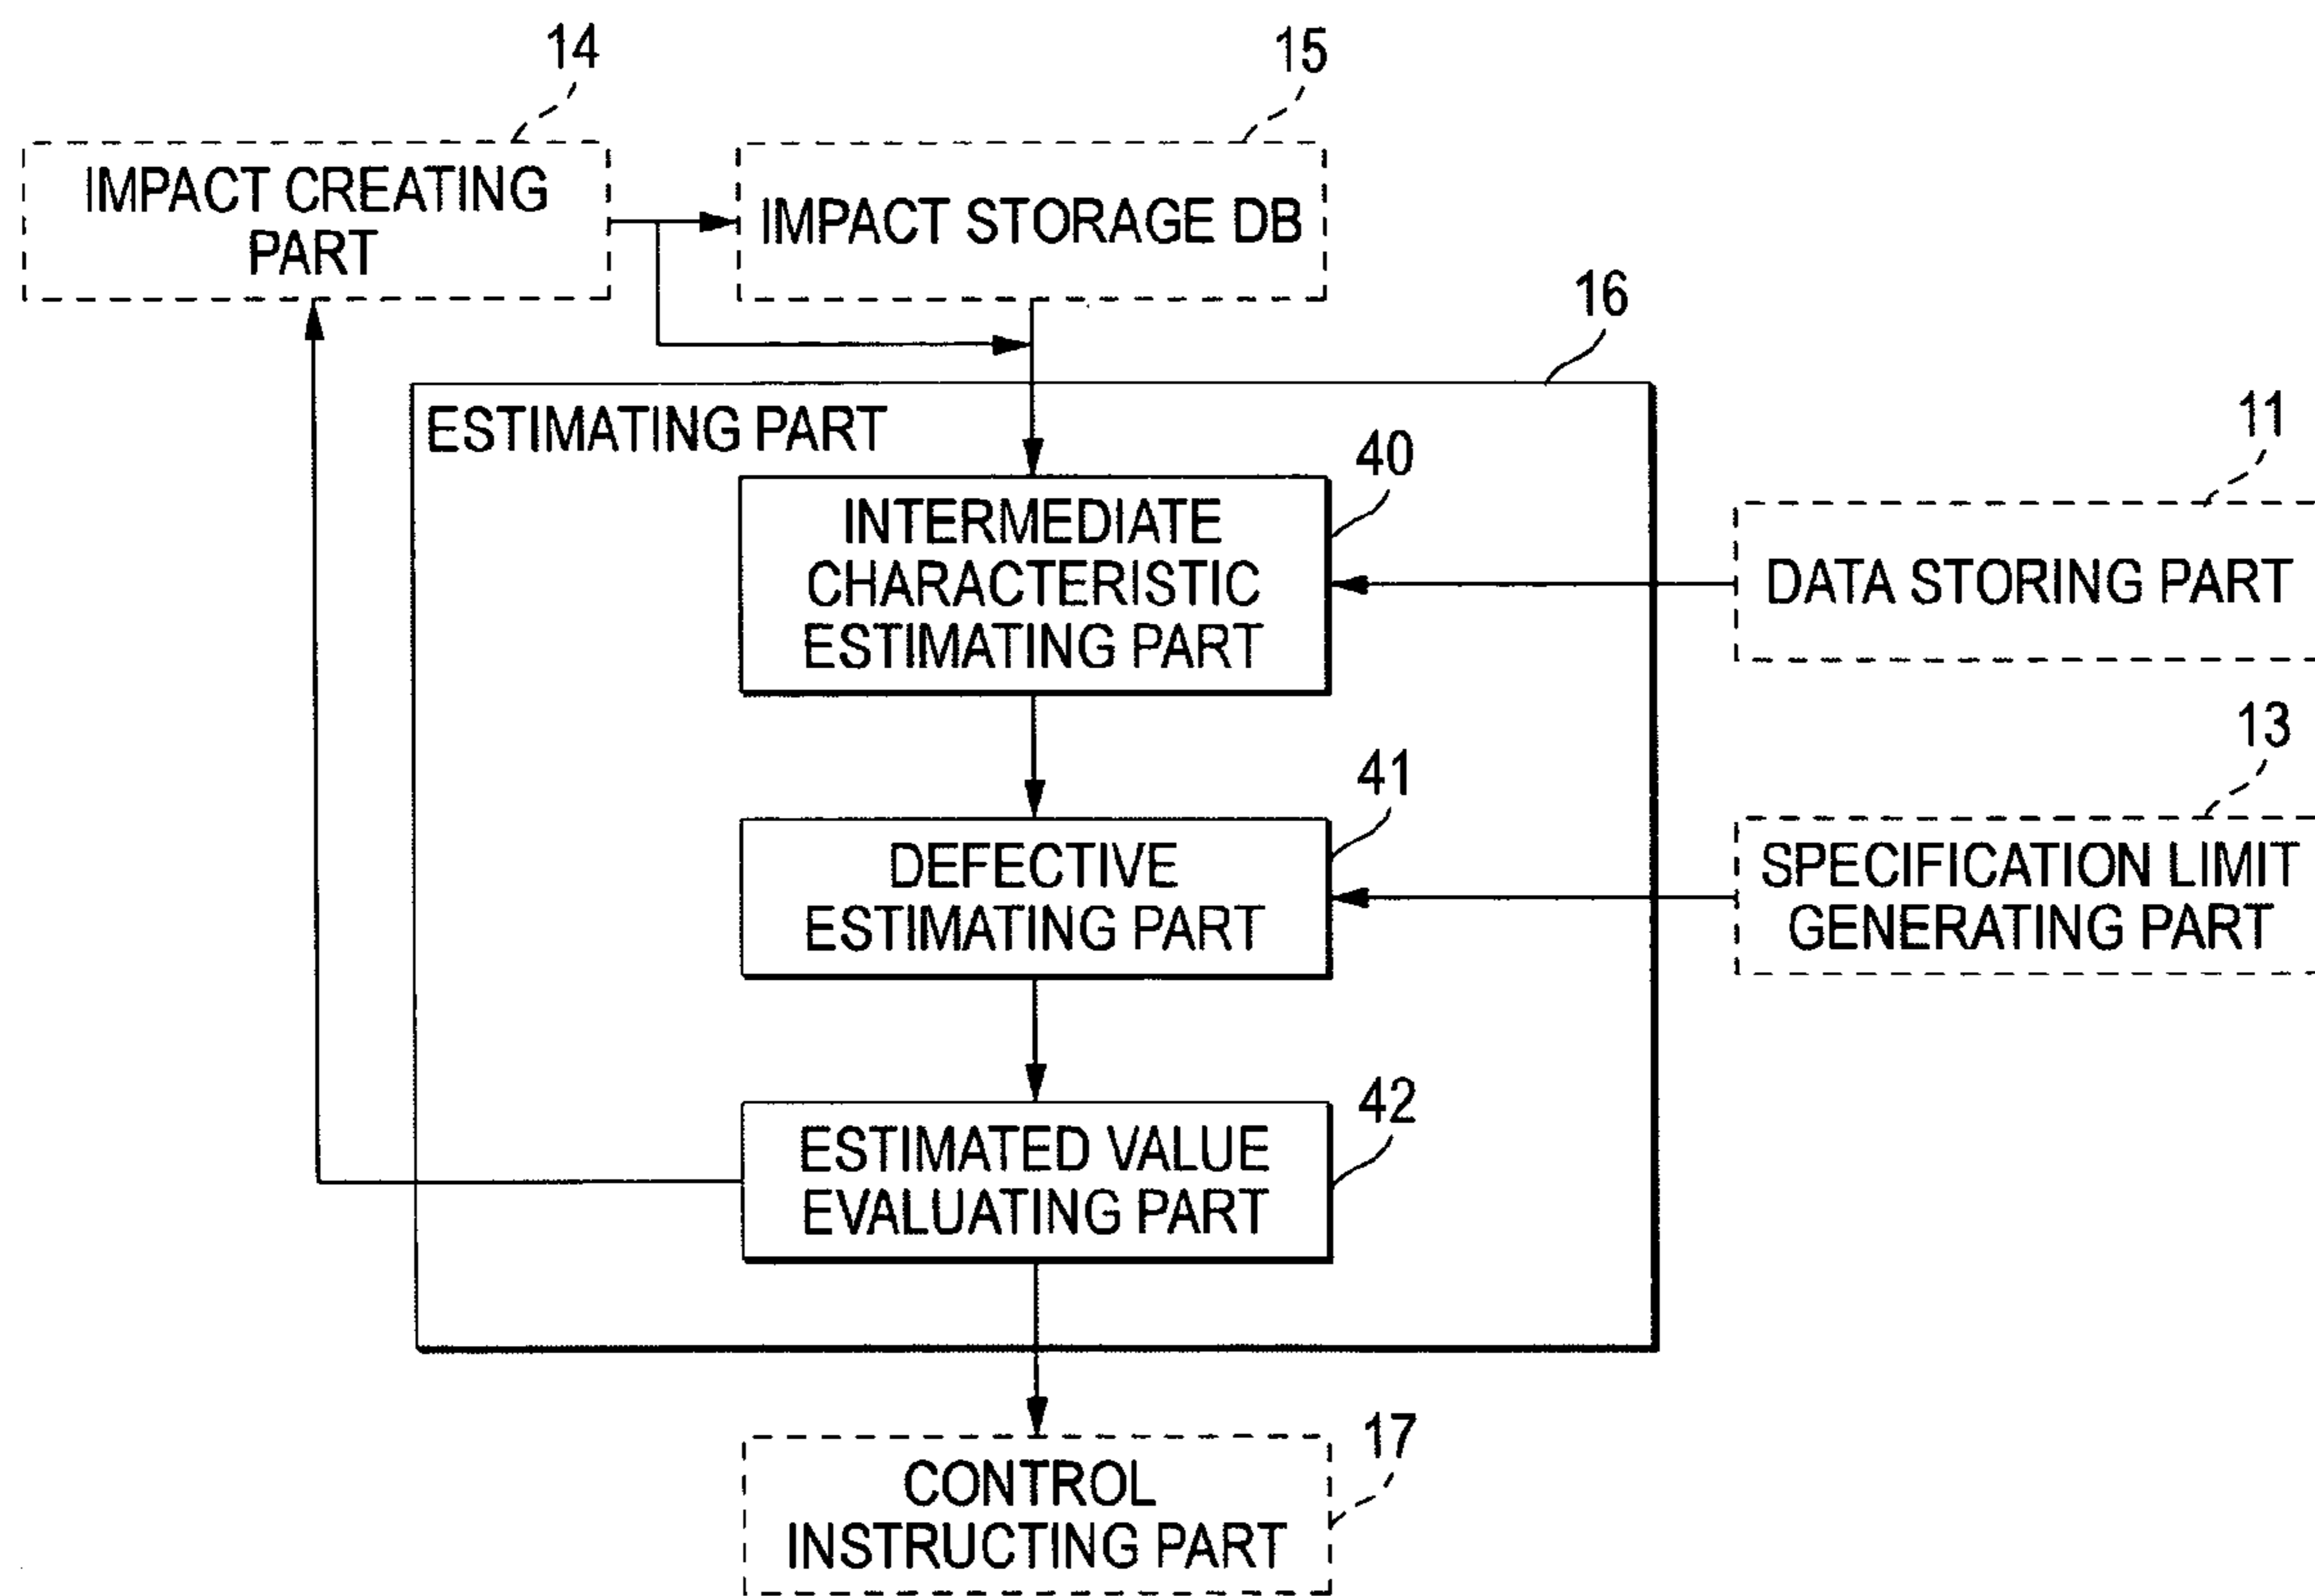 14
15
IMPACT CREATING
PART
IMPACT STORAGE DB
16
ESTIMATING PART
11
40
INTERMEDIATE
CHARACTERISTIC
ESTIMATING PART
DATA STORING PART
13
41
DEFECTIVE
ESTIMATING PART
SPECIFICATION LIMIT
GENERATING PART
42
ESTIMATED VALUE
EVALUATING PART
17
CONTROL
INSTRUCTING PART